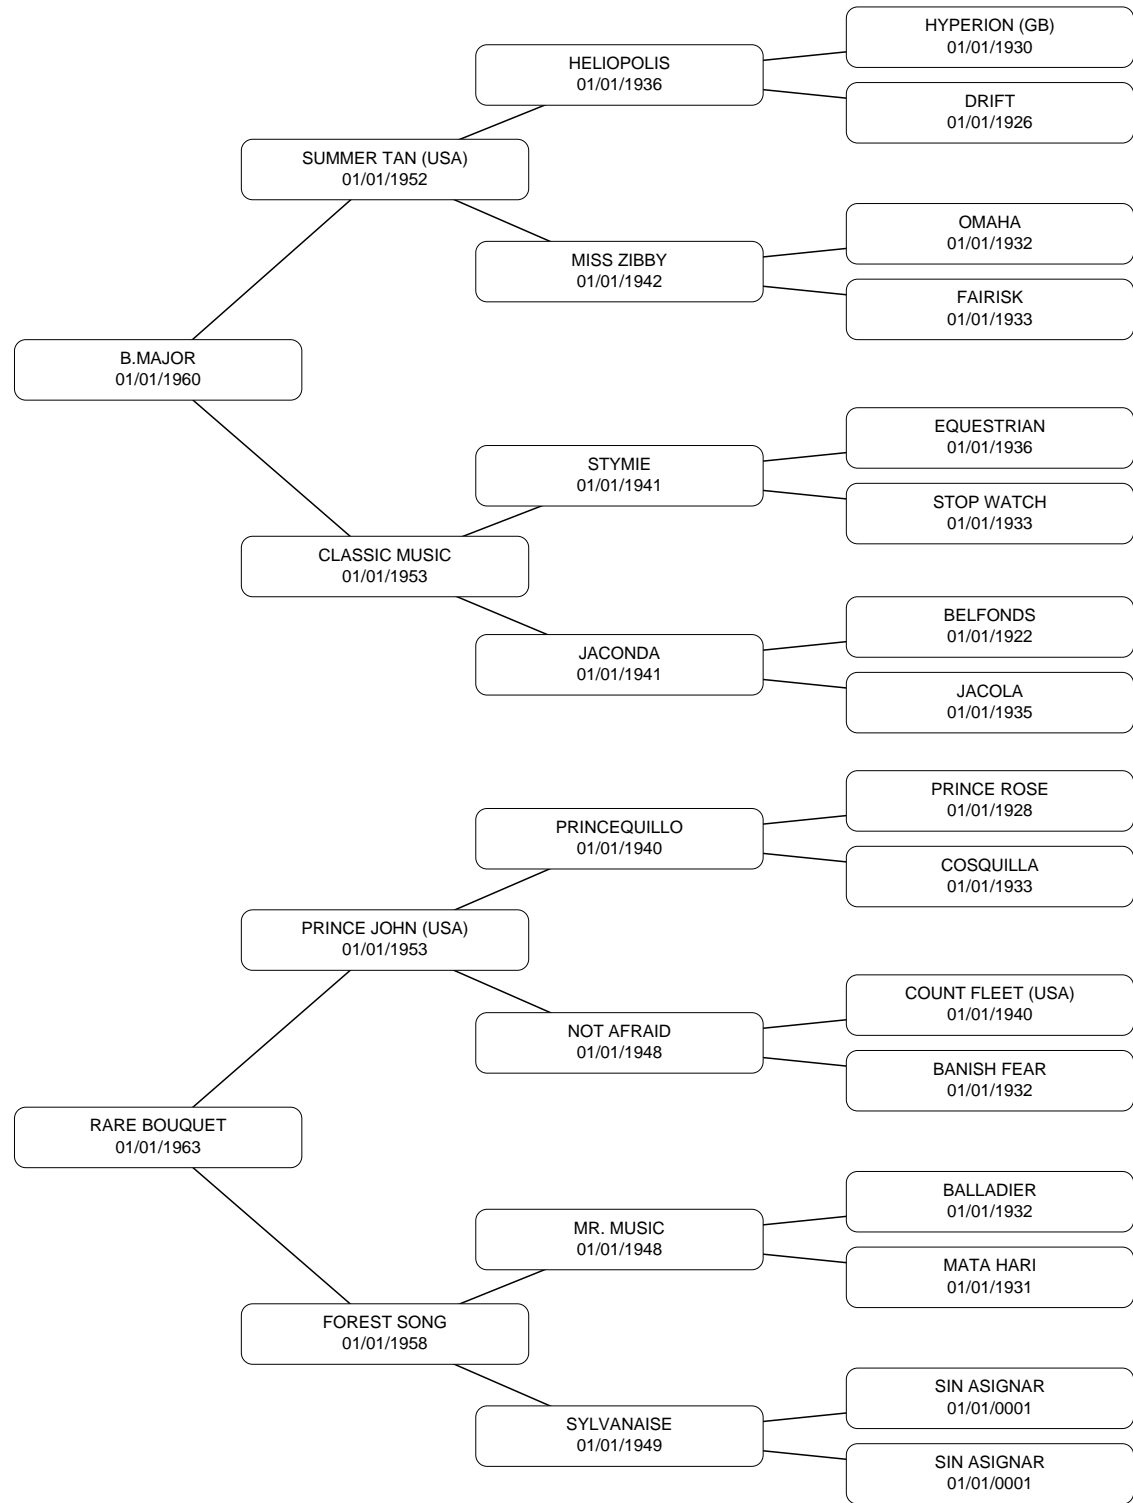 HYPERION (GB)
01/01/1930
HELIOPOLIS
01/01/1936
DRIFT
01/01/1926
SUMMER TAN (USA)
01/01/1952
OMAHA
01/01/1932
MISS ZIBBY
01/01/1942
FAIRISK
01/01/1933
B.MAJOR
01/01/1960
EQUESTRIAN
01/01/1936
STYMIE
01/01/1941
STOP WATCH
01/01/1933
CLASSIC MUSIC
01/01/1953
BELFONDS
01/01/1922
JACONDA
01/01/1941
JACOLA
01/01/1935
PRINCE ROSE
01/01/1928
PRINCEQUILLO
01/01/1940
COSQUILLA
01/01/1933
PRINCE JOHN (USA)
01/01/1953
COUNT FLEET (USA)
01/01/1940
NOT AFRAID
01/01/1948
BANISH FEAR
01/01/1932
RARE BOUQUET
01/01/1963
BALLADIER
01/01/1932
MR. MUSIC
01/01/1948
MATA HARI
01/01/1931
FOREST SONG
01/01/1958
SIN ASIGNAR
01/01/0001
SYLVANAISE
01/01/1949
SIN ASIGNAR
01/01/0001